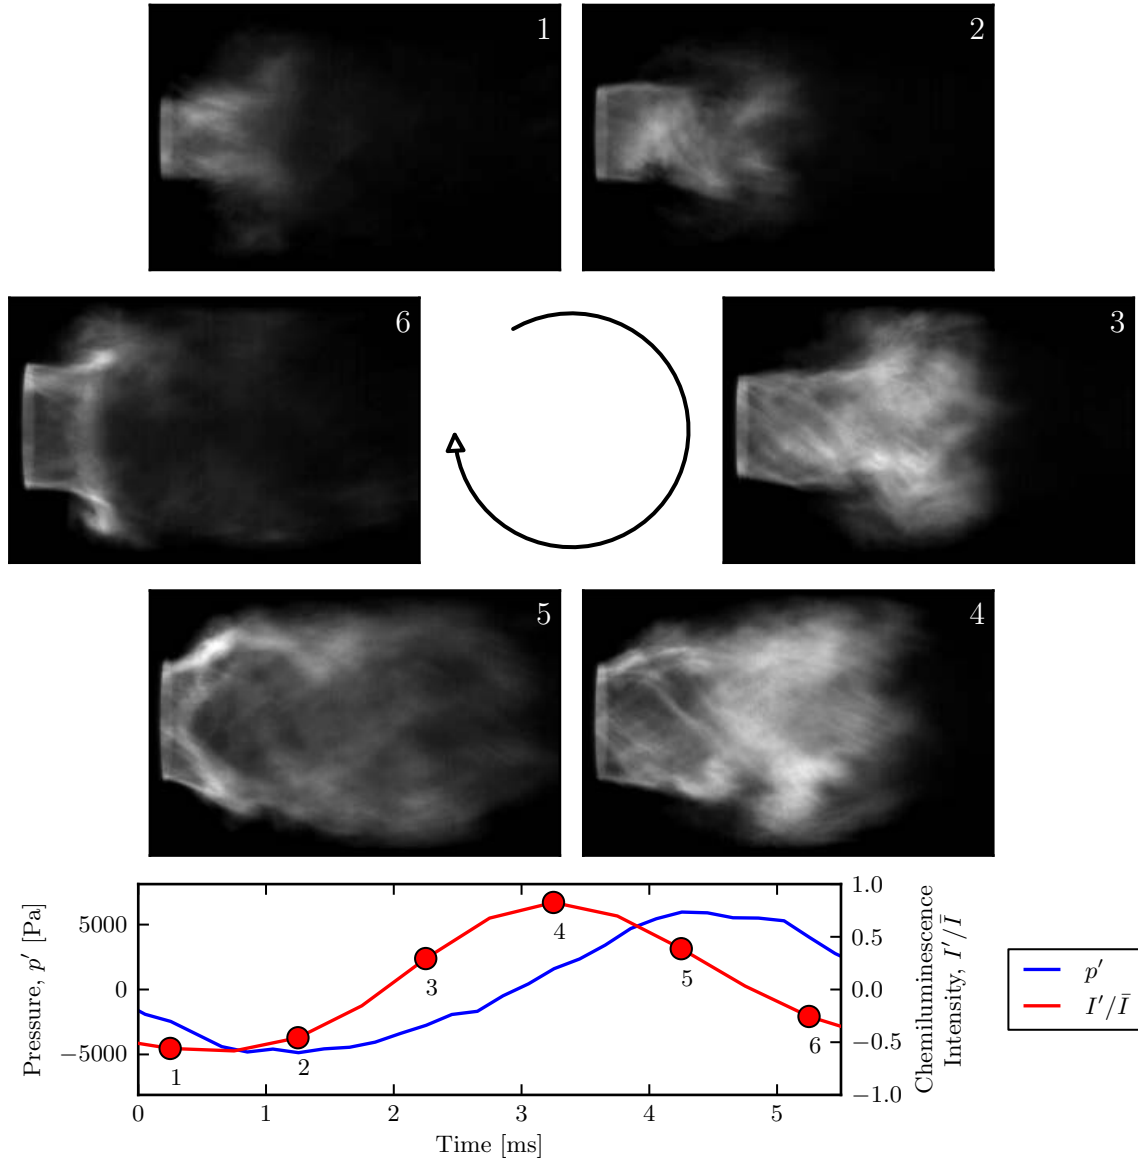 1
2
6
3
5
4
Pressure, p′ [Pa]
5000
0
−5000
1
2
3
4
5
6
1.0
0.5
0.0
−0.5
−1.0
Chemiluminescence
Intensity, I′/Ī
0 1 2 3 4 5
Time [ms]
p′
I′/Ī